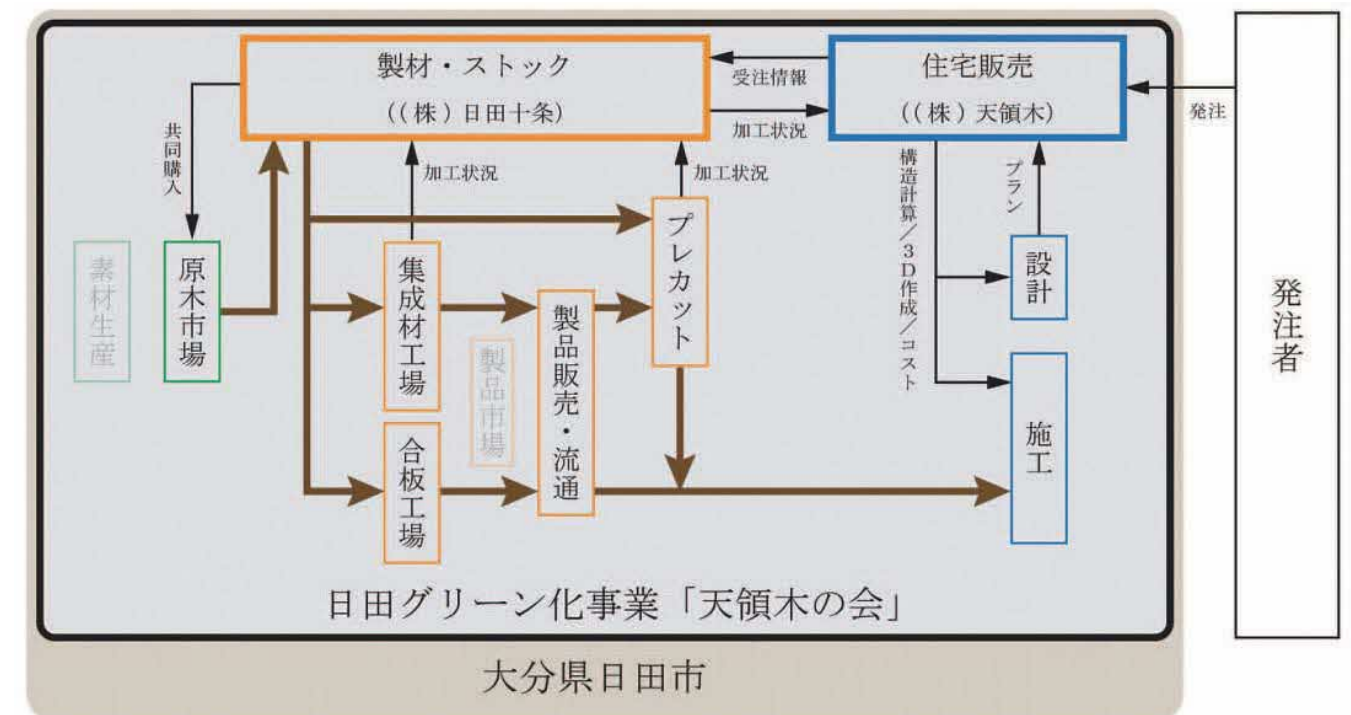 製材・ストック
((株)日田十条)
受注情報
加工状況
住宅販売
((株)天領木)
発注
発注者
共同購入
加工状況
加工状況
構造計算/3D作成/コスト
プラン
素材生産
原木市場
集成材工場
製品市場
製品販売・流通
プレカット
設計
施工
合板工場
日田グリーン化事業「天領木の会」
大分県日田市